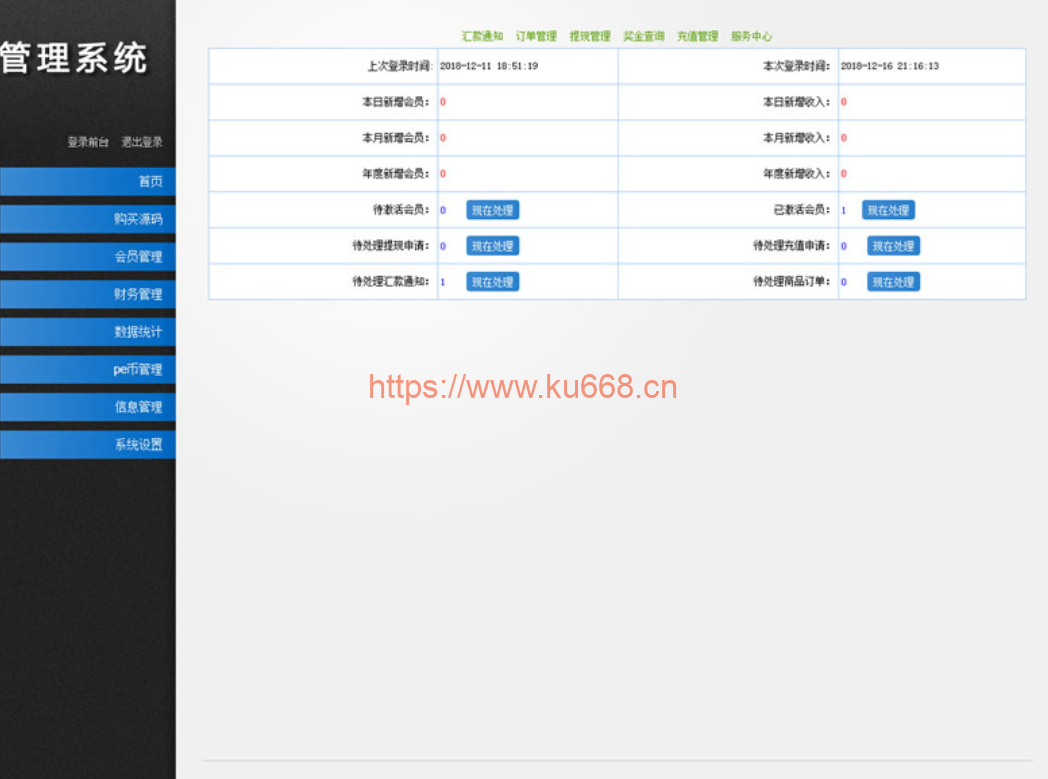 管理系统
登录前台 退出登录
首页
购买源码
会员管理
财务管理
数据统计
pe币管理
信息管理
系统设置
汇款通知 订单管理 提现管理 奖金查询 充值管理 服务中心
上次登录时间: 2018-12-11 18:51:19 本次登录时间: 2018-12-16 21:16:13
本日新增会员: 0 本日新增收入: 0
本月新增会员: 0 本月新增收入: 0
年度新增会员: 0 年度新增收入: 0
待激活会员: 0 现在处理 已激活会员: 1 现在处理
待处理提现申请: 0 现在处理 待处理充值申请: 0 现在处理
待处理汇款通知: 1 现在处理 待处理商品订单: 0 现在处理
https://www.ku668.cn